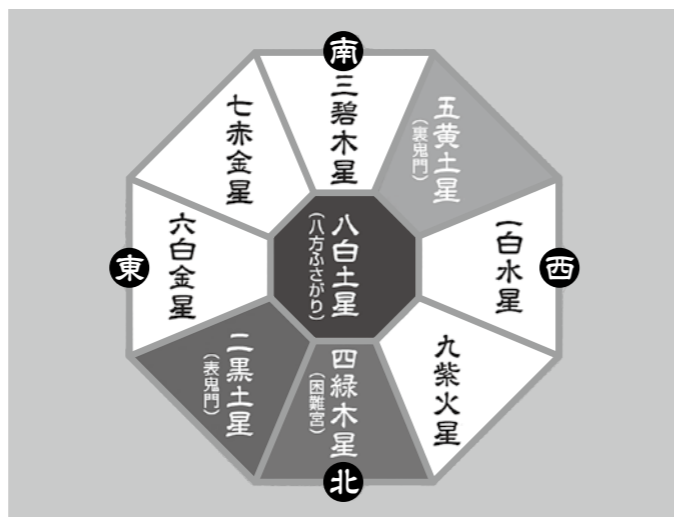 南
三碧木星
五黄土星
(裏鬼門)
七赤金星
一白水星
西
六白金星
東
八白土星
(八方ふさがり)
九紫火星
四緑木星
(困難宮)
二黒土星
(表鬼門)
北